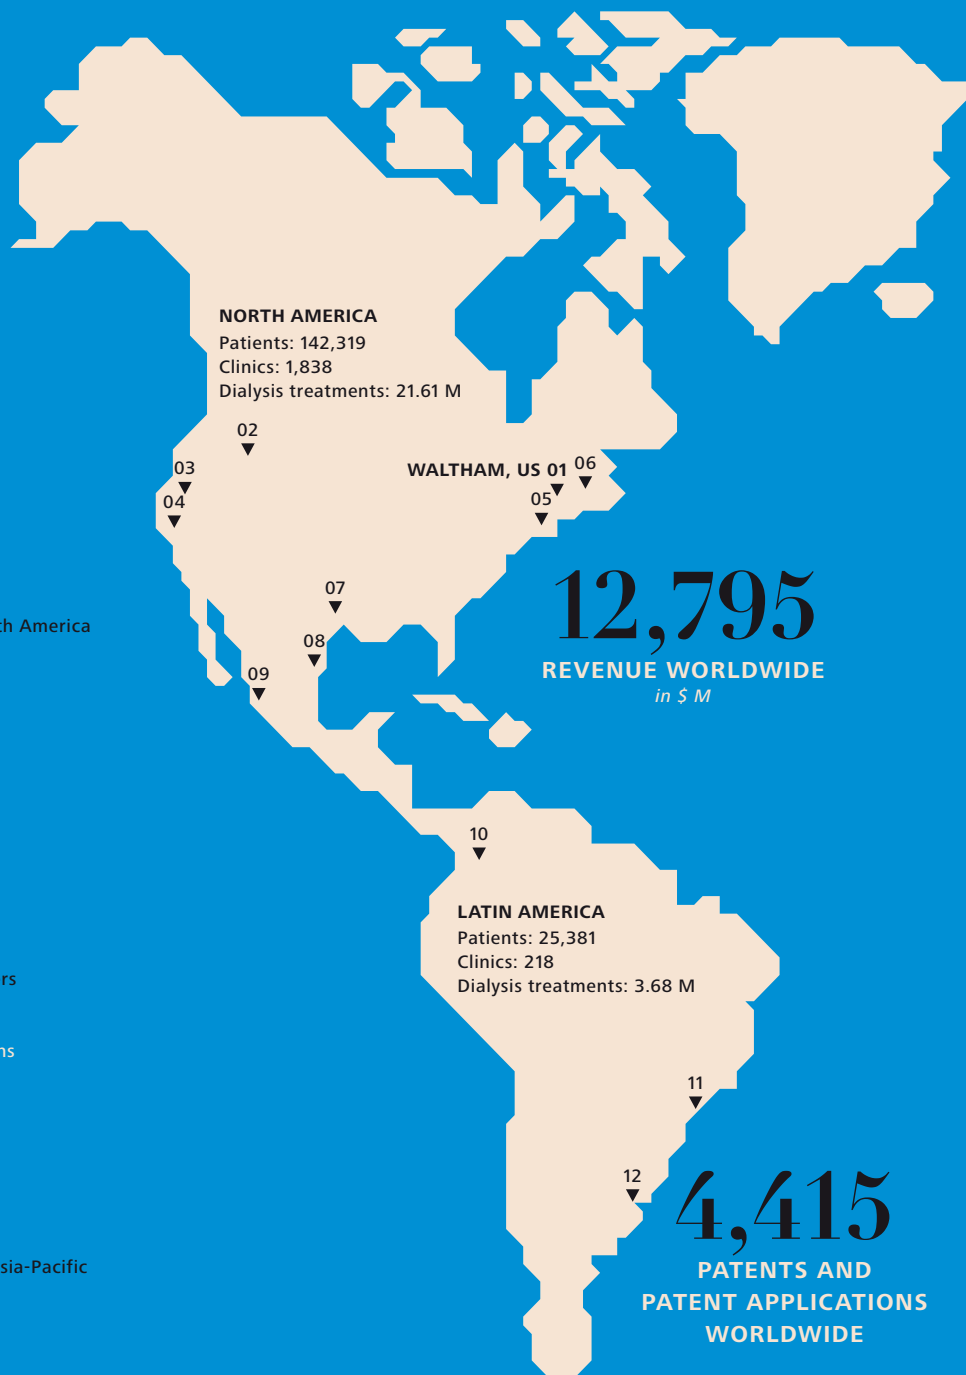 NORTH AMERICA
Patients: 142,319
Clinics: 1,838
Dialysis treatments: 21.61 M
02
03
04
WALTHAM, US 01
06
05
07
08
09
th America
12,795
REVENUE WORLDWIDE
in $ M
10
LATIN AMERICA
Patients: 25,381
Clinics: 218
Dialysis treatments: 3.68 M
rs
ns
11
12
4,415
PATENTS AND
PATENT APPLICATIONS
WORLDWIDE
sia-Pacific